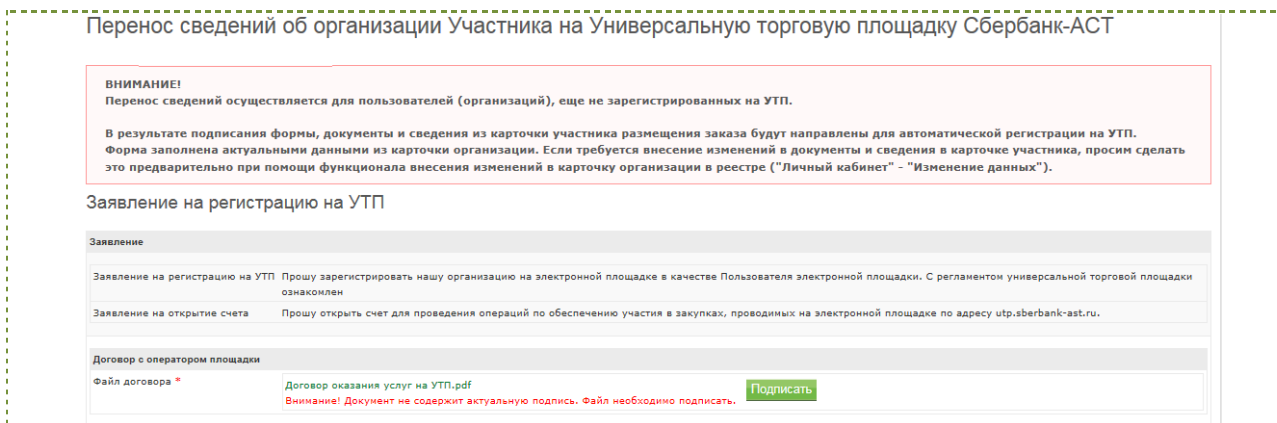 Перенос сведений об организации Участника на Универсальную торговую площадку Сбербанк-АСТ
ВНИМАНИЕ!
Перенос сведений осуществляется для пользователей (организаций), еще не зарегистрированных на УТП.
В результате подписания формы, документы и сведения из карточки участника размещения заказа будут направлены для автоматической регистрации на УТП.
Форма заполнена актуальными данными из карточки организации. Если требуется внесение изменений в документы и сведения в карточке участника, просим сделать
это предварительно при помощи функционала внесения изменений в карточку организации в реестре ("Личный кабинет" - "Изменение данных").
Заявление на регистрацию на УТП
Заявление
Заявление на регистрацию на УТП Прошу зарегистрировать нашу организацию на электронной площадке в качестве Пользователя электронной площадки. С регламентом универсальной торговой площадки
ознакомлен
Заявление на открытие счета Прошу открыть счет для проведения операций по обеспечению участия в закупках, проводимых на электронной площадке по адресу utp.sberbank-ast.ru.
Договор с оператором площадки
Файл договора * Договор оказания услуг на УТП.pdf Подписать
Внимание! Документ не содержит актуальную подпись. Файл необходимо подписать.